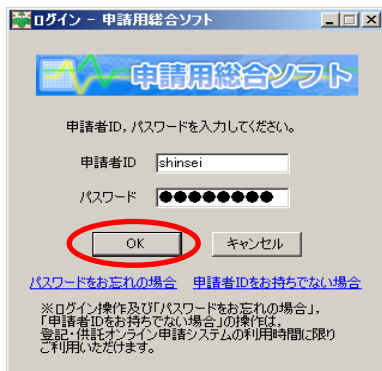 ログイン - 申請用総合ソフト
申請用総合ソフト
申請者ID，パスワードを入力してください。
申請者ID shinsei
パスワード ●●●●●●●●
OK キャンセル
パスワードをお忘れの場合 申請者IDをお持ちでない場合
※ログイン操作及び「パスワードをお忘れの場合」，
「申請者IDをお持ちでない場合」の操作は，
登記・供託オンライン申請システムの利用時間に限り
ご利用いただけます。